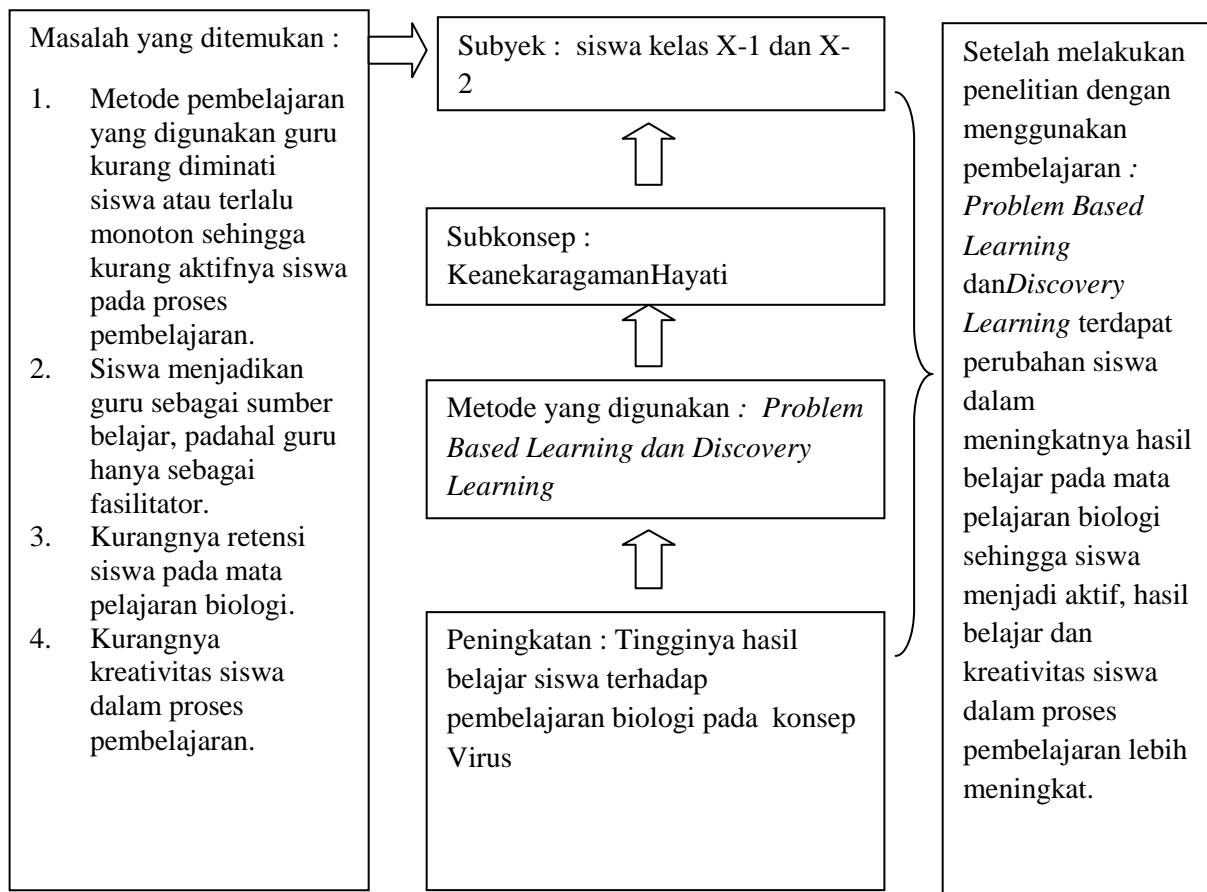 Masalah yang ditemukan :
1. Metode pembelajaran
yang digunakan guru
kurang diminati
siswa atau terlalu
monoton sehingga
kurang aktifnya siswa
pada proses
pembelajaran.
2. Siswa menjadikan
guru sebagai sumber
belajar, padahal guru
hanya sebagai
fasilitator.
3. Kurangnya retensi
siswa pada mata
pelajaran biologi.
4. Kurangnya
kreativitas siswa
dalam proses
pembelajaran.
Subyek : siswa kelas X-1 dan X-
2
Subkonsep :
KeanekaragamanHayati
Metode yang digunakan : Problem
Based Learning dan Discovery
Learning
Peningkatan : Tingginya hasil
belajar siswa terhadap
pembelajaran biologi pada konsep
Virus
Setelah melakukan
penelitian dengan
menggunakan
pembelajaran :
Problem Based
Learning
danDiscovery
Learning terdapat
perubahan siswa
dalam
meningkatnya hasil
belajar pada mata
pelajaran biologi
sehingga siswa
menjadi aktif, hasil
belajar dan
kreativitas siswa
dalam proses
pembelajaran lebih
meningkat.